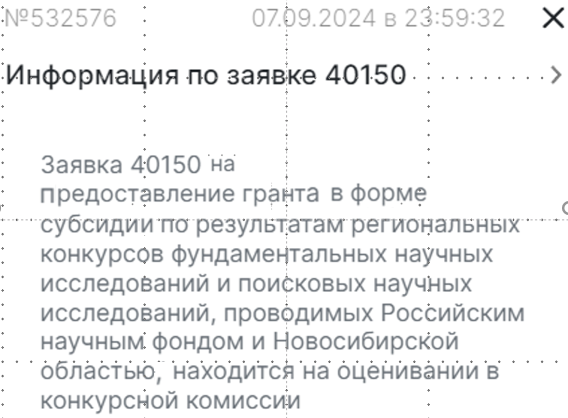 №532576 07.09.2024 в 23:59:32
Информация по заявке 40150
Заявка 40150 на
предоставление гранта в форме
субсидии по результатам региональных
конкурсов фундаментальных научных
исследований и поисковых научных
исследований, проводимых Российским
научным фондом и Новосибирской
областью, находится на оценивании в
конкурсной комиссии